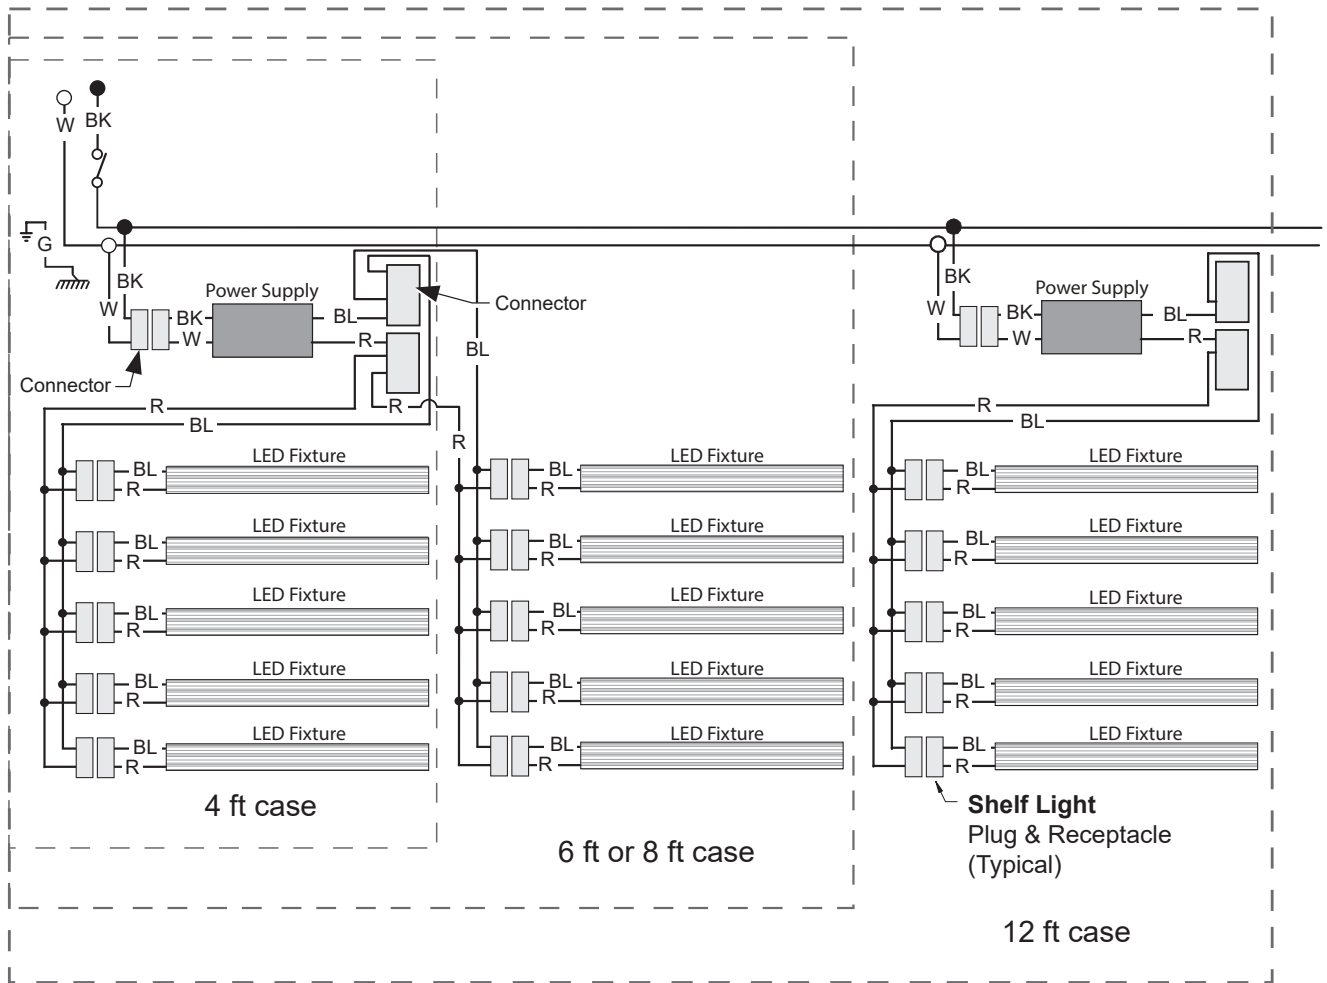 W
BK
G
BK
BK
W
W
Power Supply
Power Supply
BK
W
BL
Connector
BL
BK
W
BL
W
R
BL
W
R
Connector
R
R
R
BL
R
BL
LED Fixture
LED Fixture
LED Fixture
BL
R
BL
R
BL
R
LED Fixture
LED Fixture
LED Fixture
BL
R
BL
R
BL
R
LED Fixture
LED Fixture
LED Fixture
BL
R
BL
R
BL
R
LED Fixture
LED Fixture
LED Fixture
BL
R
BL
R
BL
R
LED Fixture
LED Fixture
LED Fixture
BL
R
BL
R
BL
R
4 ft case
Shelf Light
Plug & Receptacle
(Typical)
6 ft or 8 ft case
12 ft case